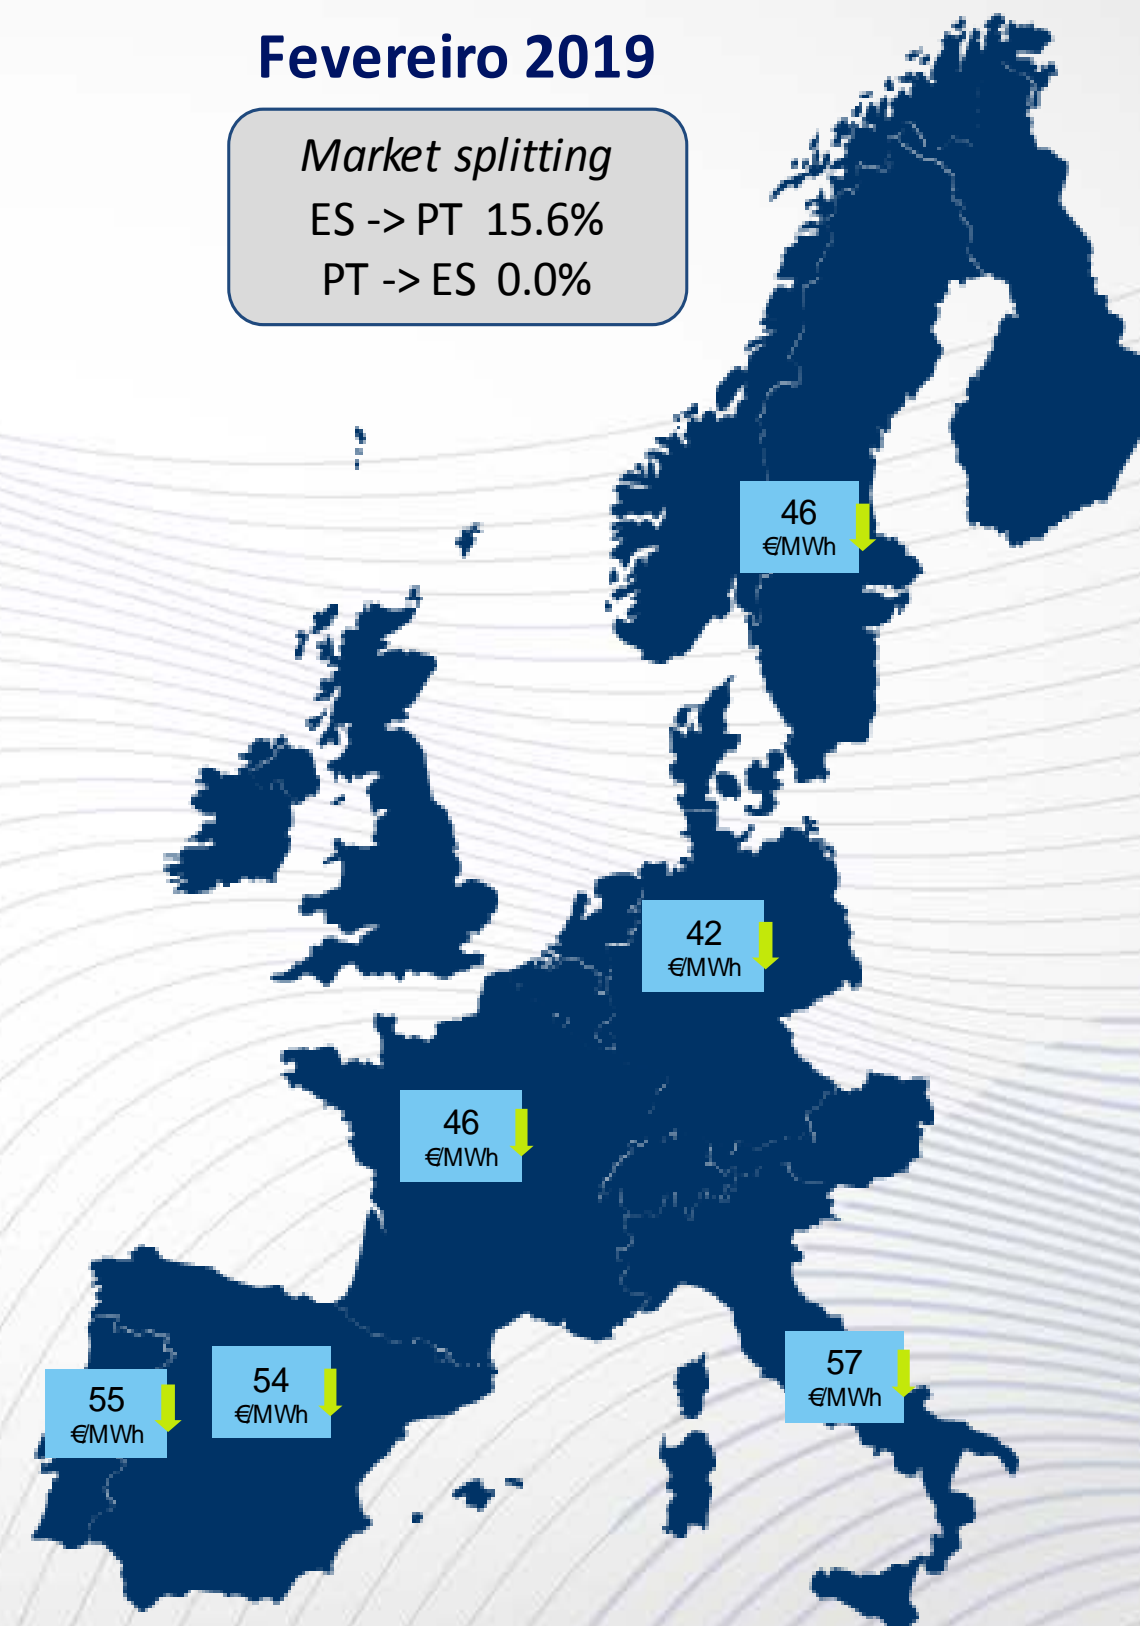 Fevereiro 2019
Market splitting
ES -> PT 15.6%
PT -> ES 0.0%
46
€/MWh
42
€/MWh
46
€/MWh
57
€/MWh
54
€/MWh
55
€/MWh